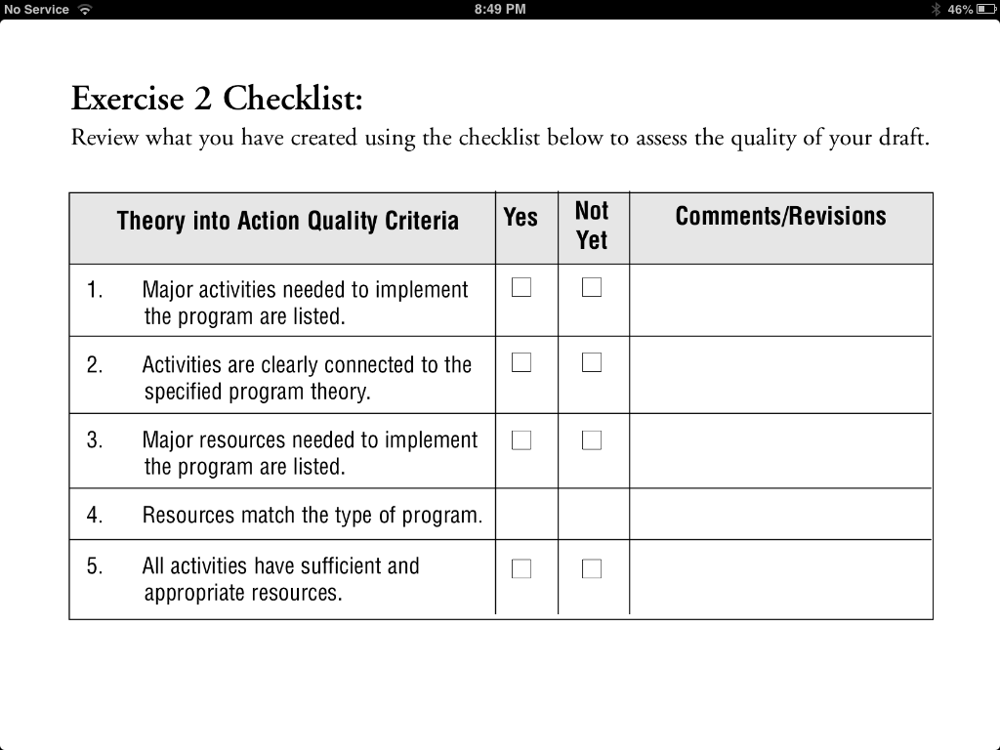 No Service 8:49 PM 46%
Exercise 2 Checklist:
Review what you have created using the checklist below to assess the quality of your draft.
Theory into Action Quality Criteria Yes Not Yet Comments/Revisions
1. Major activities needed to implement
the program are listed.
2. Activities are clearly connected to the
specified program theory.
3. Major resources needed to implement
the program are listed.
4. Resources match the type of program.
5. All activities have sufficient and
appropriate resources.